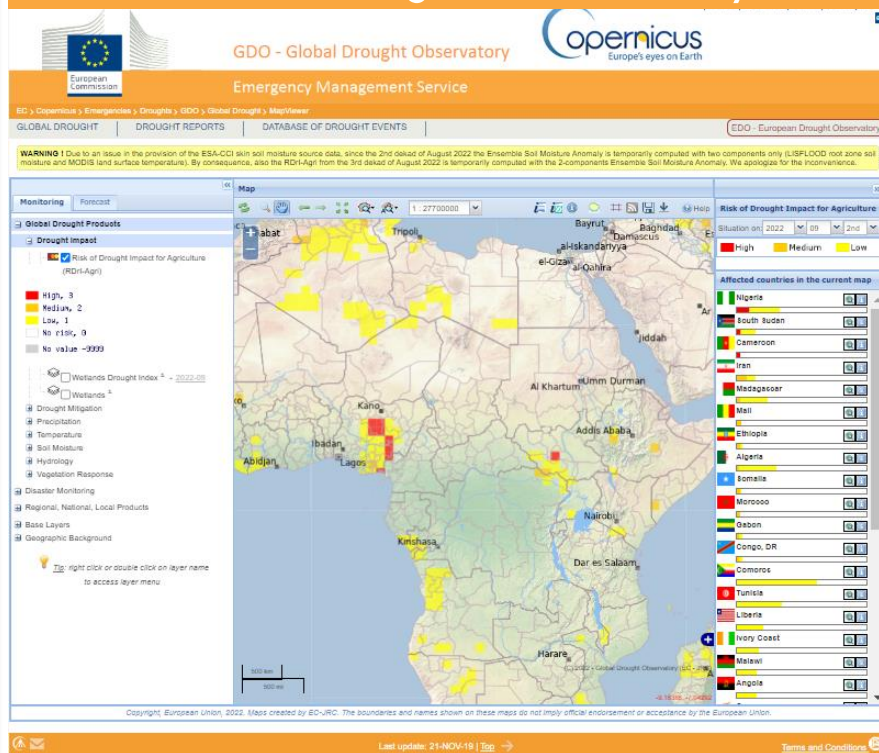 European
Commission
GDO - Global Drought Observatory
opernicus
Europe's eyes on Earth
Emergency Management Service
EC > Copernicus > Emergencies > Droughts > GDO > Global Drought > MapViewer
GLOBAL DROUGHT | DROUGHT REPORTS | DATABASE OF DROUGHT EVENTS |
EDO - European Drought Observatory
WARNING ! Due to an issue in the provision of the ESA-CCI skin soil moisture source data, since the 2nd dekad of August 2022 the Ensemble Soil Moisture Anomaly is temporarily computed with two components only (LISFLOOD root zone soil
moisture and MODIS land surface temperature). By consequence, also the RDrI-Agri from the 3rd dekad of August 2022 is temporarily computed with the 2-components Ensemble Soil Moisture Anomaly. We apologize for the inconvenience.
Monitoring
Forecast
Global Drought Products
Drought Impact
Risk of Drought Impact for Agriculture
(RDrI-Agri)
High, 3
Medium, 2
Low, 1
No risk, 0
No value -9999
Wetlands Drought Index - 2022-09
Wetlands
Drought Mitigation
Precipitation
Temperature
Soil Moisture
Hydrology
Vegetation Response
Disaster Monitoring
Regional, National, Local Products
Base Layers
Geographic Background
Tip: right click or double click on layer name
to access layer menu
Map
1 : 27700000
Help
abat
Tripoli
Bayrut
Baghdad
Damascus
al-Iskandariyya
el-Giza
al-Qahira
Ar
jiddah
Al Khartum
Umm Durman
Kano
Addis Ababa
Ibadan
Abidjan
Lagos
Nairobi
Kinshasa
Dar es Salaam
Harare
500 km
500 mi
(C) 2022 - Global Drought Observatory (EC - JRC)
Risk of Drought Impact for Agriculture
Situation on: 2022 09 2nd
High Medium Low
Affected countries in the current map
Nigeria
South Sudan
Cameroon
Iran
Madagascar
Mali
Ethiopia
Algeria
Somalia
Morocco
Gabon
Congo, DR
Comoros
Tunisia
Liberia
Ivory Coast
Malawi
Angola
Copyright, European Union, 2022. Maps created by EC-JRC. The boundaries and names shown on these maps do not imply official endorsement or acceptance by the European Union.
Last update: 21-NOV-19 | Top
Terms and Conditions